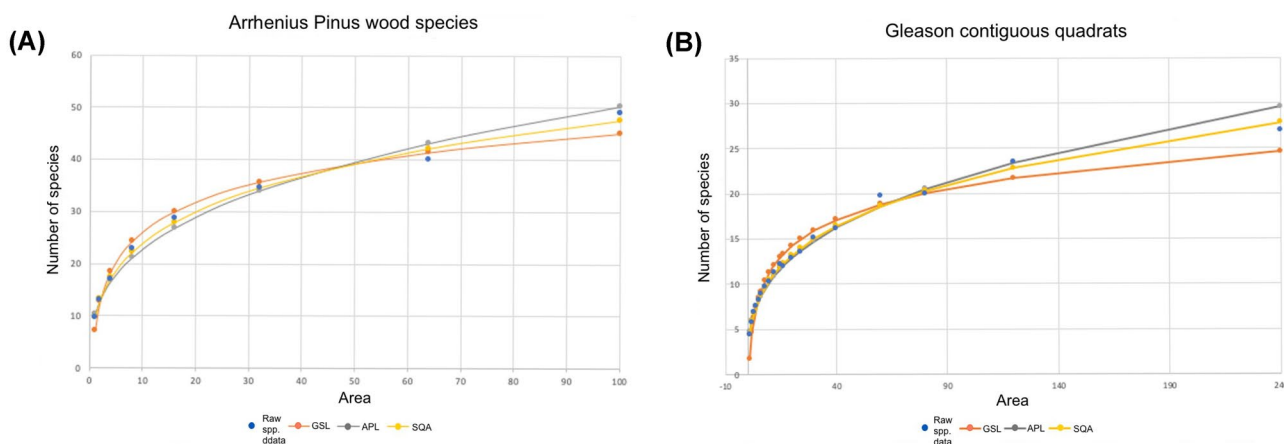 (A)
Arrhenius Pinus wood species
Number of species
60
50
40
30
20
10
0
0 10 20 30 40 50 60 70 80 90 100
Area
Raw spp. ddata
GSL
APL
SQA
(B)
Gleason contiguous quadrats
Number of species
35
30
25
20
15
10
5
0
-10 40 90 140 190 24
Area
Raw spp. ddata
GSL
APL
SQA